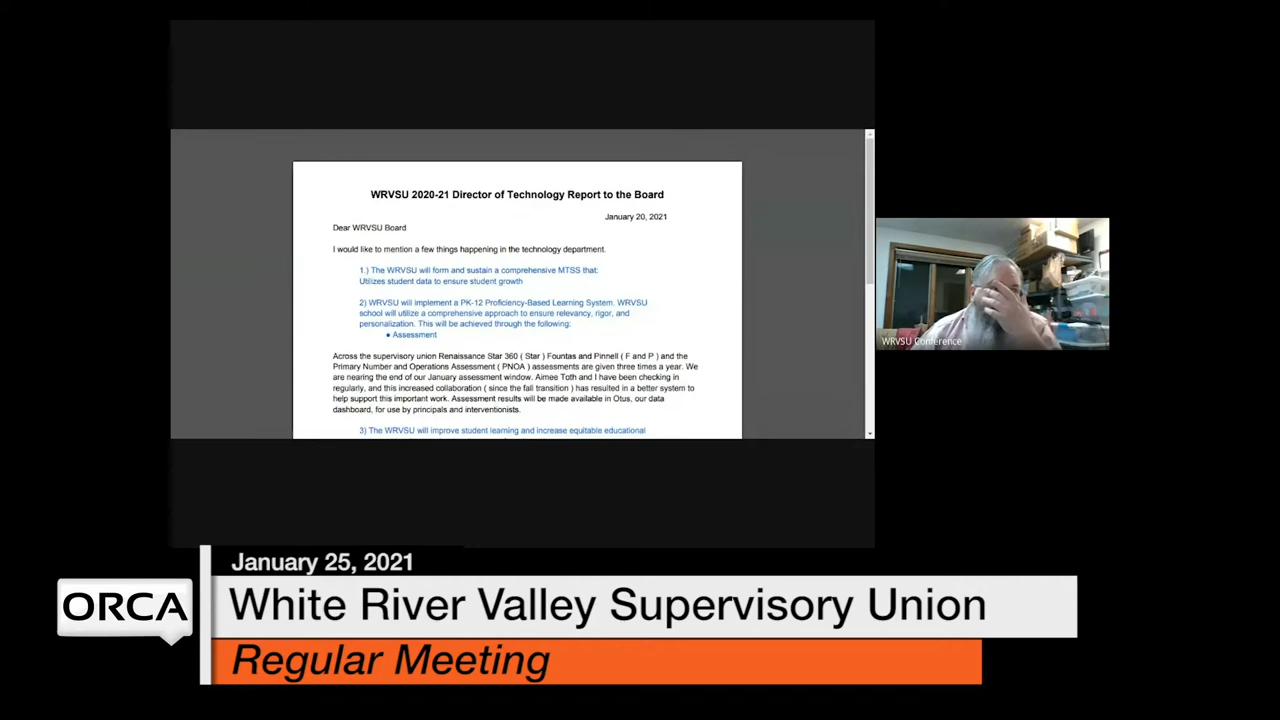 WRVSU 2020-21 Director of Technology Report to the Board
January 20, 2021
Dear WRVSU Board
I would like to mention a few things happening in the technology department.
1.) The WRVSU will form and sustain a comprehensive MTSS that:
Utilizes student data to ensure student growth
2) WRVSU will implement a PK-12 Proficiency-Based Learning System. WRVSU
school will utilize a comprehensive approach to ensure relevancy, rigor, and
personalization. This will be achieved through the following:
● Assessment
Across the supervisory union Renaissance Star 360 ( Star ) Fountas and Pinnell ( F and P ) and the
Primary Number and Operations Assessment ( PNOA ) assessments are given three times a year. We
are nearing the end of our January assessment window. Aimee Toth and I have been checking in
regularly, and this increased collaboration ( since the fall transition ) has resulted in a better system to
help support this important work. Assessment results will be made available in Otus, our data
dashboard, for use by principals and interventionists.
3) The WRVSU will improve student learning and increase equitable educational
WRVSU Conference
January 25, 2021
ORCA
White River Valley Supervisory Union
Regular Meeting